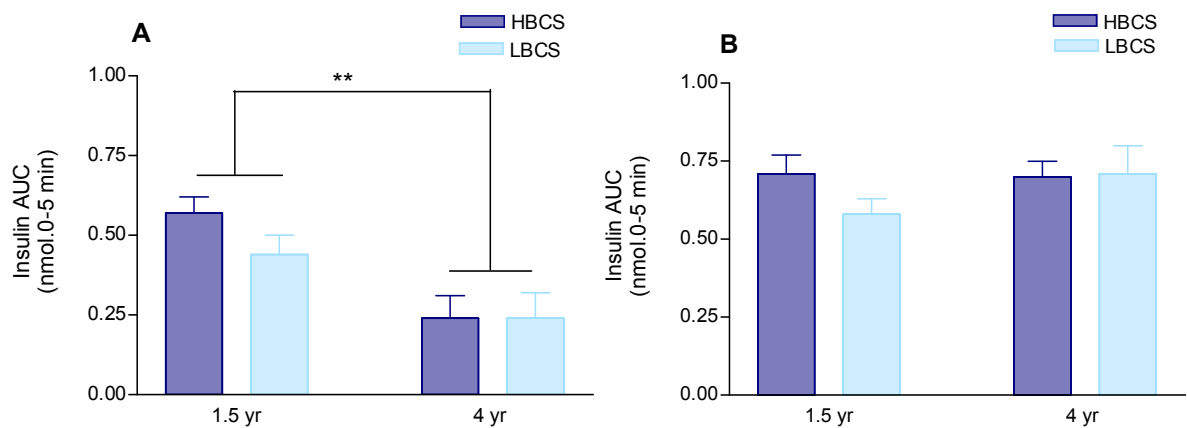 A
HBCS
LBCS
**
1.00
0.75
0.50
0.25
0.00
Insulin AUC
(nmol.0-5 min)
1.5 yr
4 yr
B
HBCS
LBCS
1.00
0.75
0.50
0.25
0.00
Insulin AUC
(nmol.0-5 min)
1.5 yr
4 yr